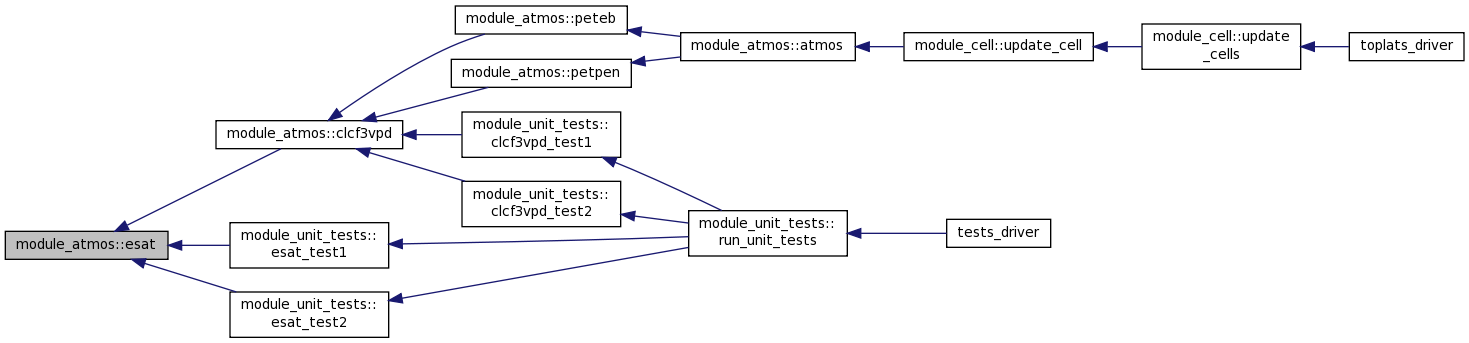 module_atmos::peteb
module_atmos::petpen
module_atmos::atmos
module_cell::update_cell
module_cell::update
_cells
toplats_driver
module_atmos::clcf3vpd
module_unit_tests::
clcf3vpd_test1
module_unit_tests::
clcf3vpd_test2
module_atmos::esat
module_unit_tests::
esat_test1
module_unit_tests::
esat_test2
module_unit_tests::
run_unit_tests
tests_driver